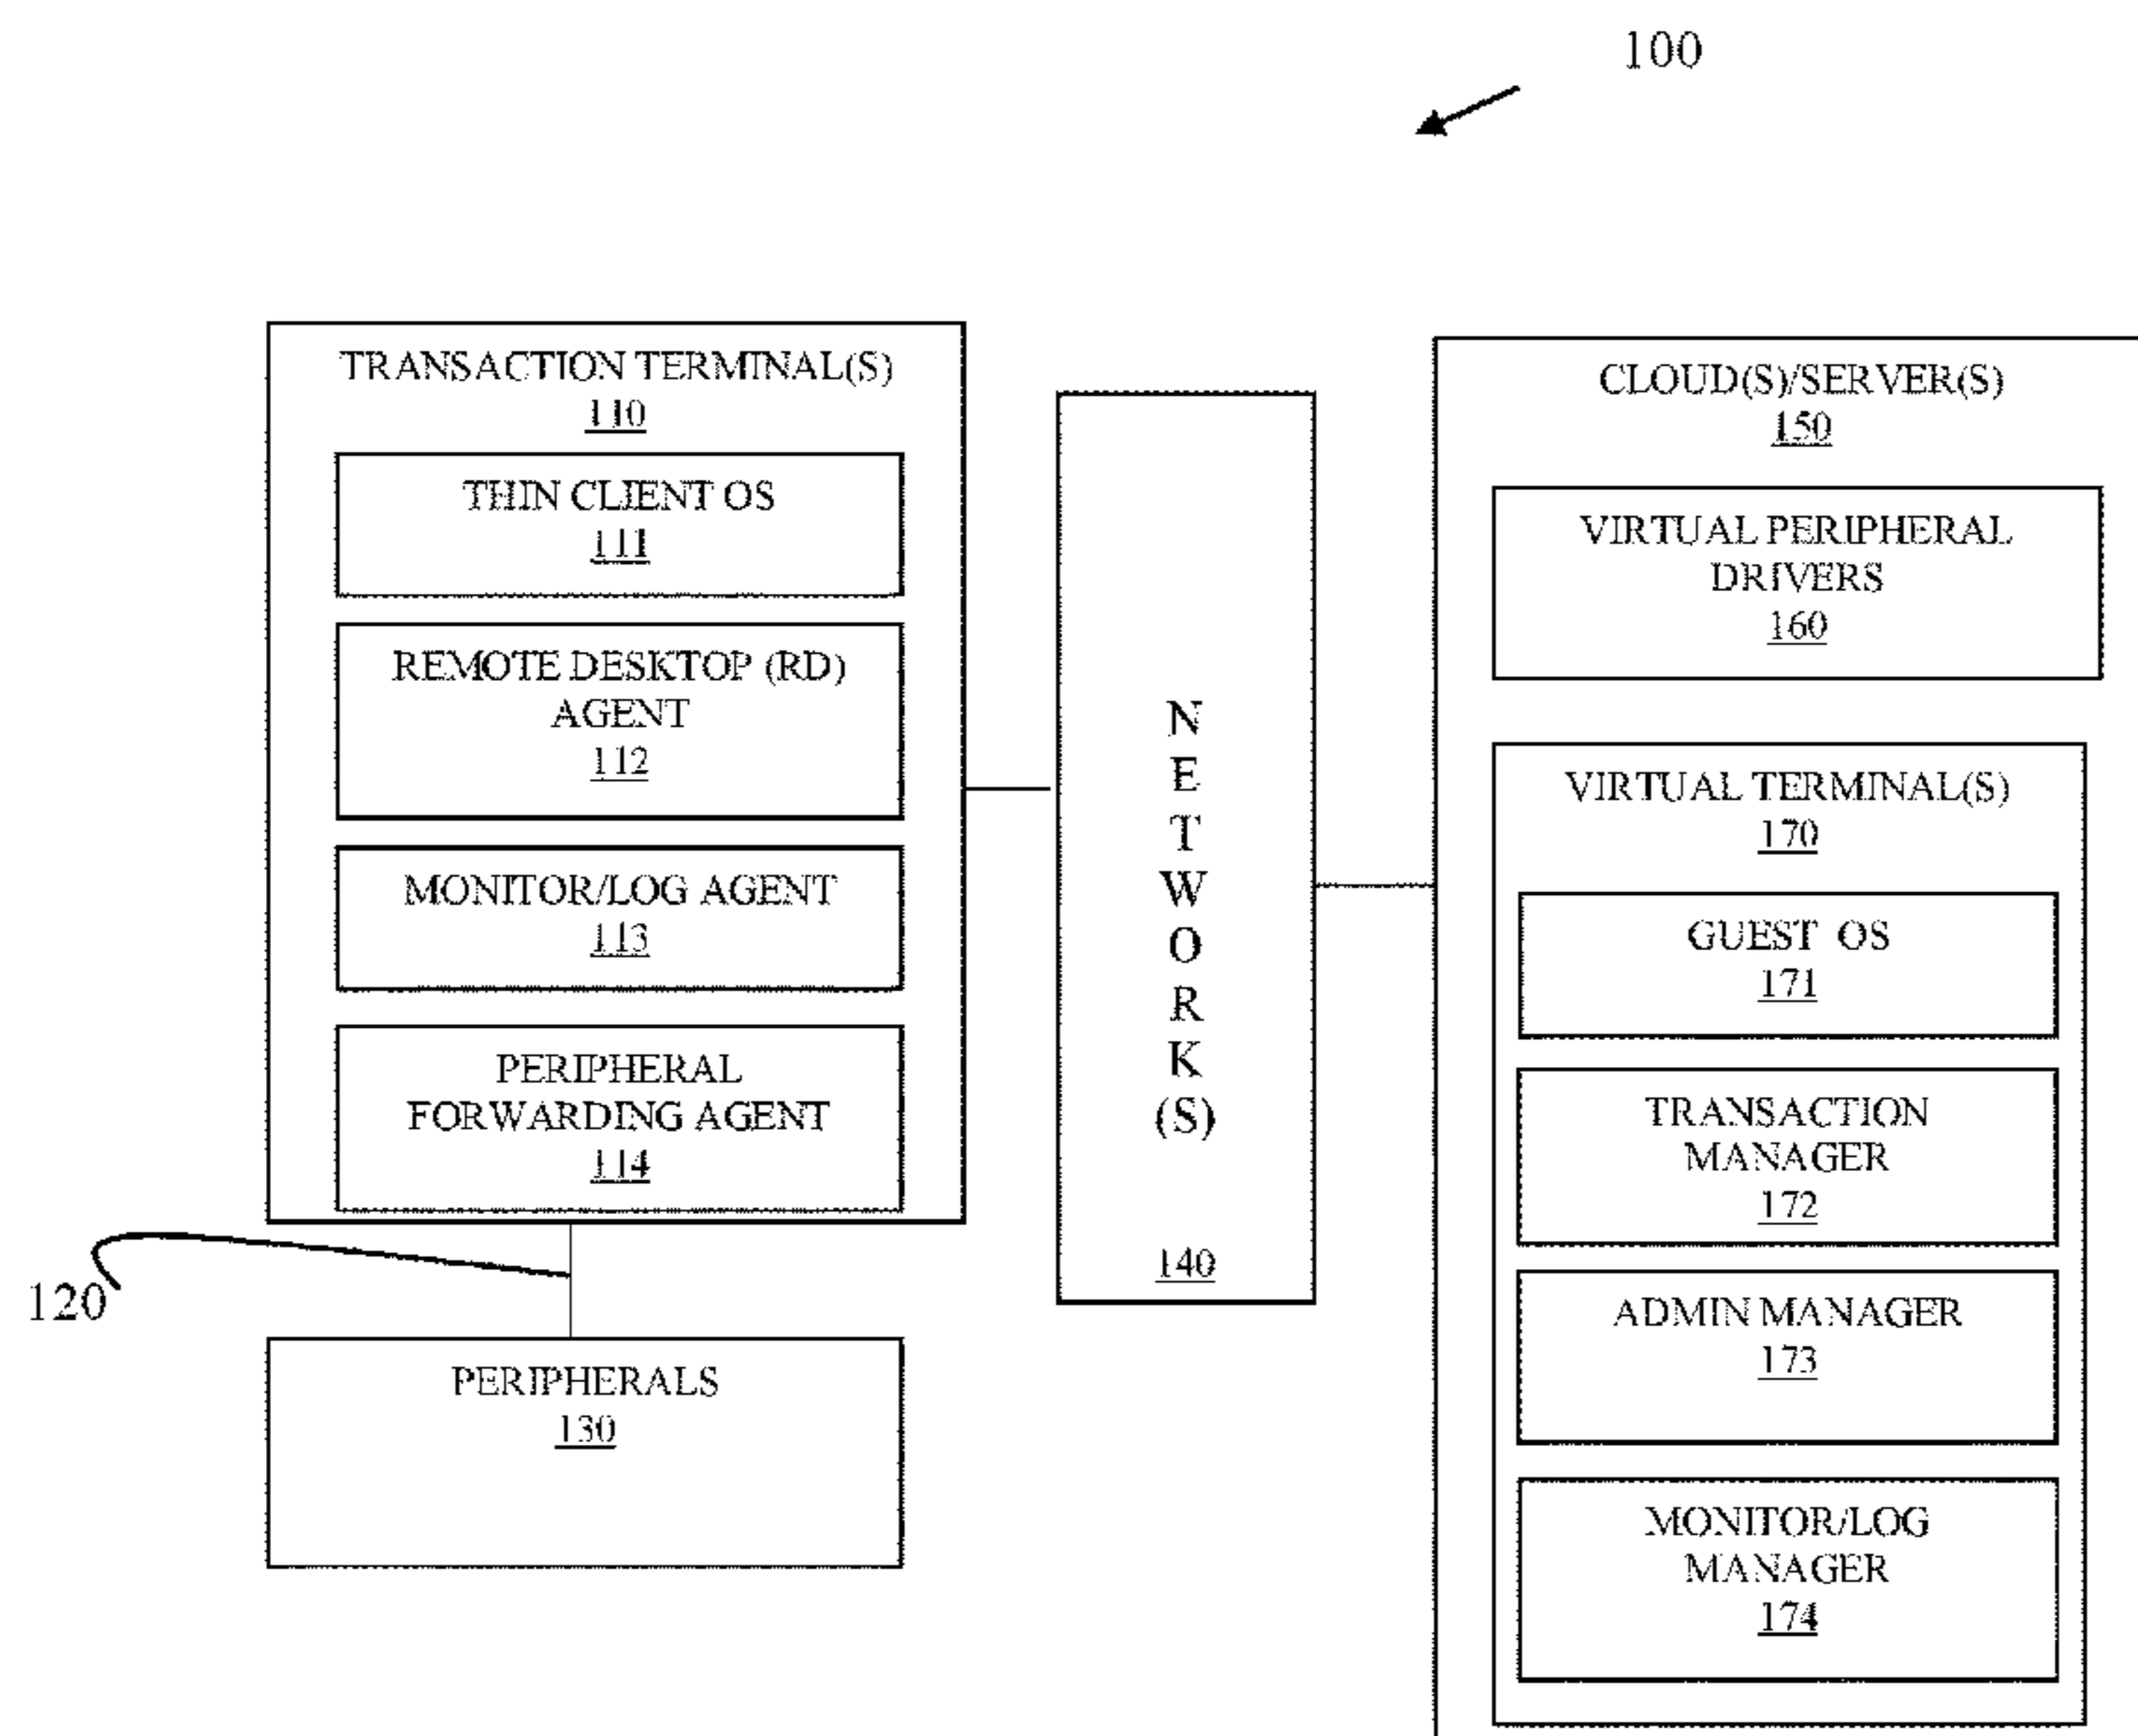 100
TRANSACTION TERMINAL(S)
110
THIN CLIENT OS
111
REMOTE DESKTOP (RD)
AGENT
112
MONITOR/LOG AGENT
113
PERIPHERAL
FORWARDING AGENT
114
120
PERIPHERALS
130
N
E
T
W
O
R
K
(S)
140
CLOUD(S)/SERVER(S)
150
VIRTUAL PERIPHERAL
DRIVERS
160
VIRTUAL TERMINAL(S)
170
GUEST OS
171
TRANSACTION
MANAGER
172
ADMIN MANAGER
173
MONITOR/LOG
MANAGER
174